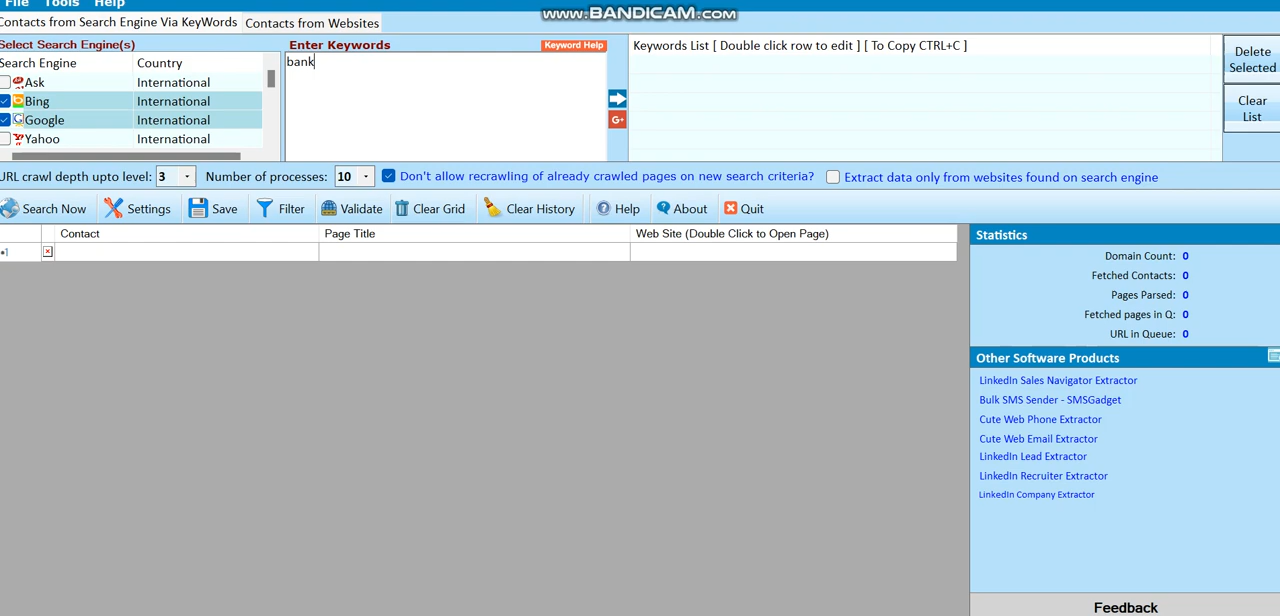 File Tools Help
www.BANDICAM.com
Contacts from Search Engine Via KeyWords Contacts from Websites
Select Search Engine(s)
Search Engine Country
Ask International
Bing International
Google International
Yahoo International
Enter Keywords Keyword Help
bank
G+
Keywords List [ Double click row to edit ] [ To Copy CTRL+C ]
Delete
Selected
Clear
List
URL crawl depth upto level: 3 Number of processes: 10 Don't allow recrawling of already crawled pages on new search criteria? Extract data only from websites found on search engine
Search Now Settings Save Filter Validate Clear Grid Clear History Help About Quit
Contact Page Title Web Site (Double Click to Open Page)
Statistics
Domain Count: 0
Fetched Contacts: 0
Pages Parsed: 0
Fetched pages in Q: 0
URL in Queue: 0
Other Software Products
LinkedIn Sales Navigator Extractor
Bulk SMS Sender - SMSGadget
Cute Web Phone Extractor
Cute Web Email Extractor
LinkedIn Lead Extractor
LinkedIn Recruiter Extractor
LinkedIn Company Extractor
Feedback